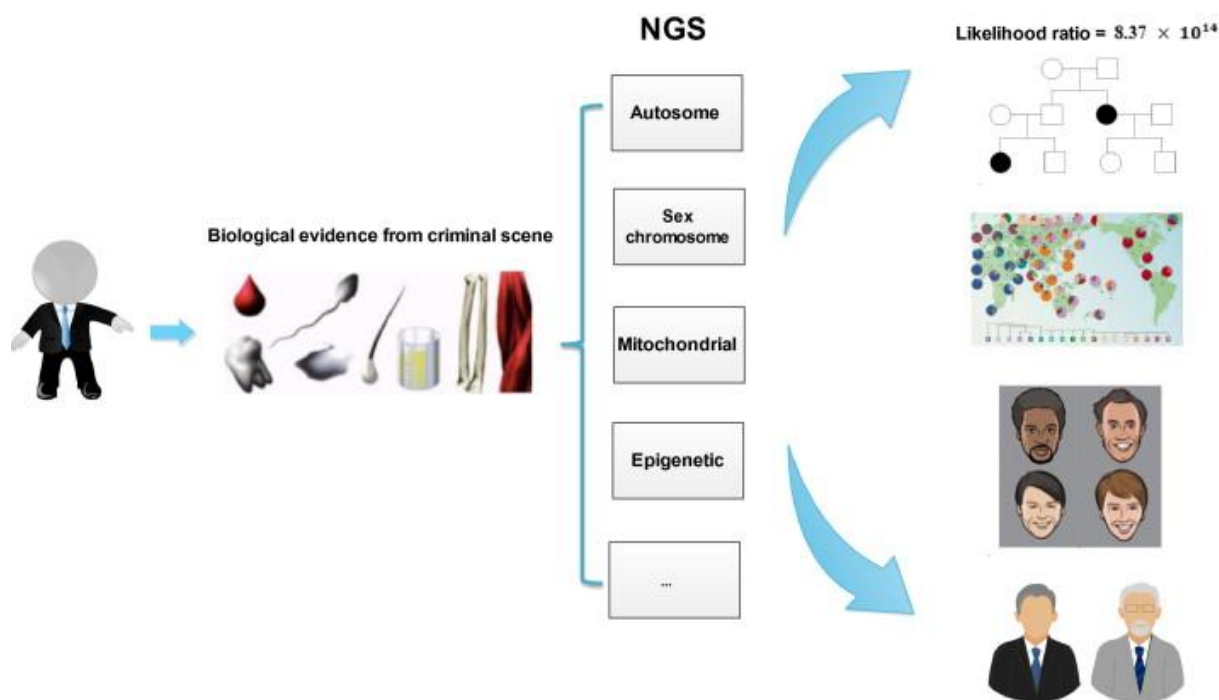 NGS
Likelihood ratio = 8.37 × 10¹⁴
Autosome
Sex
chromosome
Biological evidence from criminal scene
Mitochondrial
Epigenetic
...